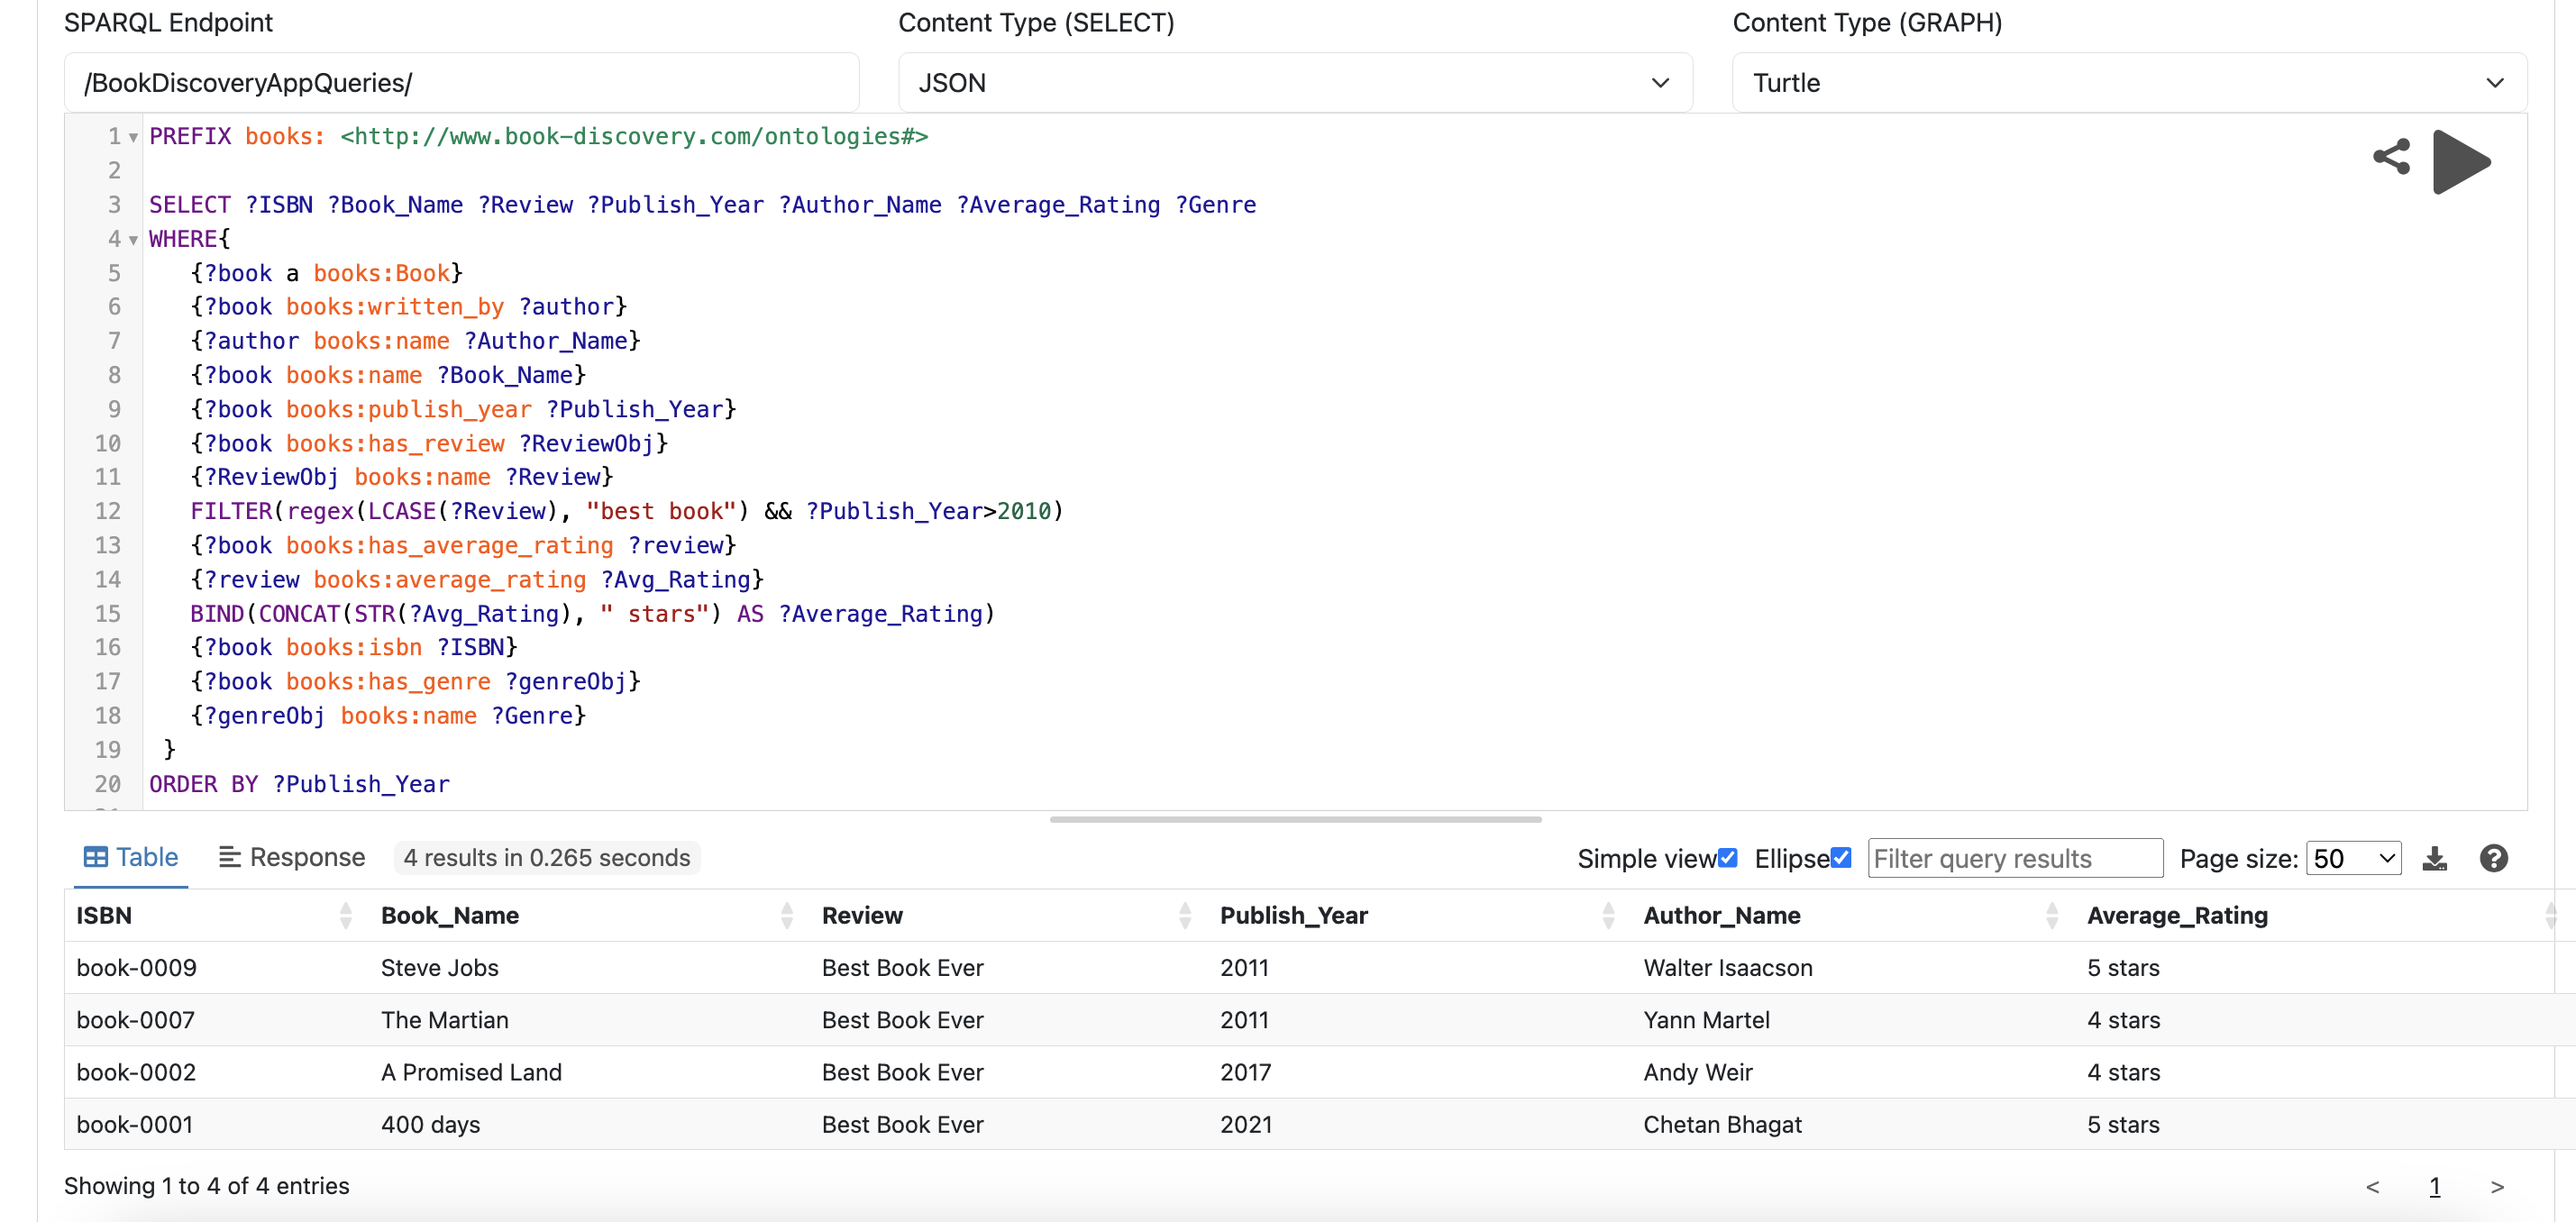 SPARQL Endpoint Content Type (SELECT) Content Type (GRAPH)
/BookDiscoveryAppQueries/ JSON Turtle
1 PREFIX books: <http://www.book-discovery.com/ontologies#>
2
3 SELECT ?ISBN ?Book_Name ?Review ?Publish_Year ?Author_Name ?Average_Rating ?Genre
4 WHERE{
5 {?book a books:Book}
6 {?book books:written_by ?author}
7 {?author books:name ?Author_Name}
8 {?book books:name ?Book_Name}
9 {?book books:publish_year ?Publish_Year}
10 {?book books:has_review ?ReviewObj}
11 {?ReviewObj books:name ?Review}
12 FILTER(regex(LCASE(?Review), "best book") && ?Publish_Year>2010)
13 {?book books:has_average_rating ?review}
14 {?review books:average_rating ?Avg_Rating}
15 BIND(CONCAT(STR(?Avg_Rating), " stars") AS ?Average_Rating)
16 {?book books:isbn ?ISBN}
17 {?book books:has_genre ?genreObj}
18 {?genreObj books:name ?Genre}
19 }
20 ORDER BY ?Publish_Year
Table Response 4 results in 0.265 seconds Simple view Ellipse Filter query results Page size: 50
ISBN Book_Name Review Publish_Year Author_Name Average_Rating
book-0009 Steve Jobs Best Book Ever 2011 Walter Isaacson 5 stars
book-0007 The Martian Best Book Ever 2011 Yann Martel 4 stars
book-0002 A Promised Land Best Book Ever 2017 Andy Weir 4 stars
book-0001 400 days Best Book Ever 2021 Chetan Bhagat 5 stars
Showing 1 to 4 of 4 entries < 1 >